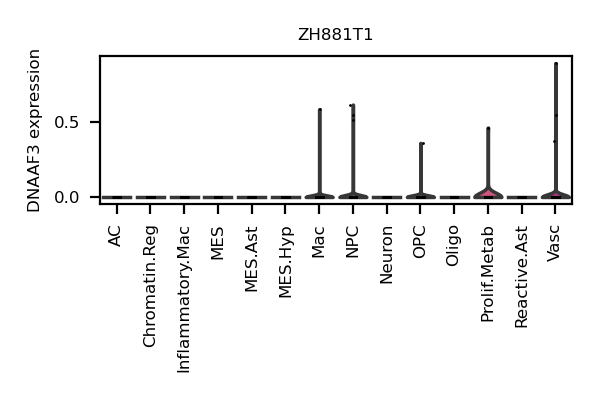 ZH881T1
DNAAF3 expression
0.5
0.0
AC
Chromatin.Reg
Inflammatory.Mac
MES
MES.Ast
MES.Hyp
Mac
NPC
Neuron
OPC
Oligo
Prolif.Metab
Reactive.Ast
Vasc